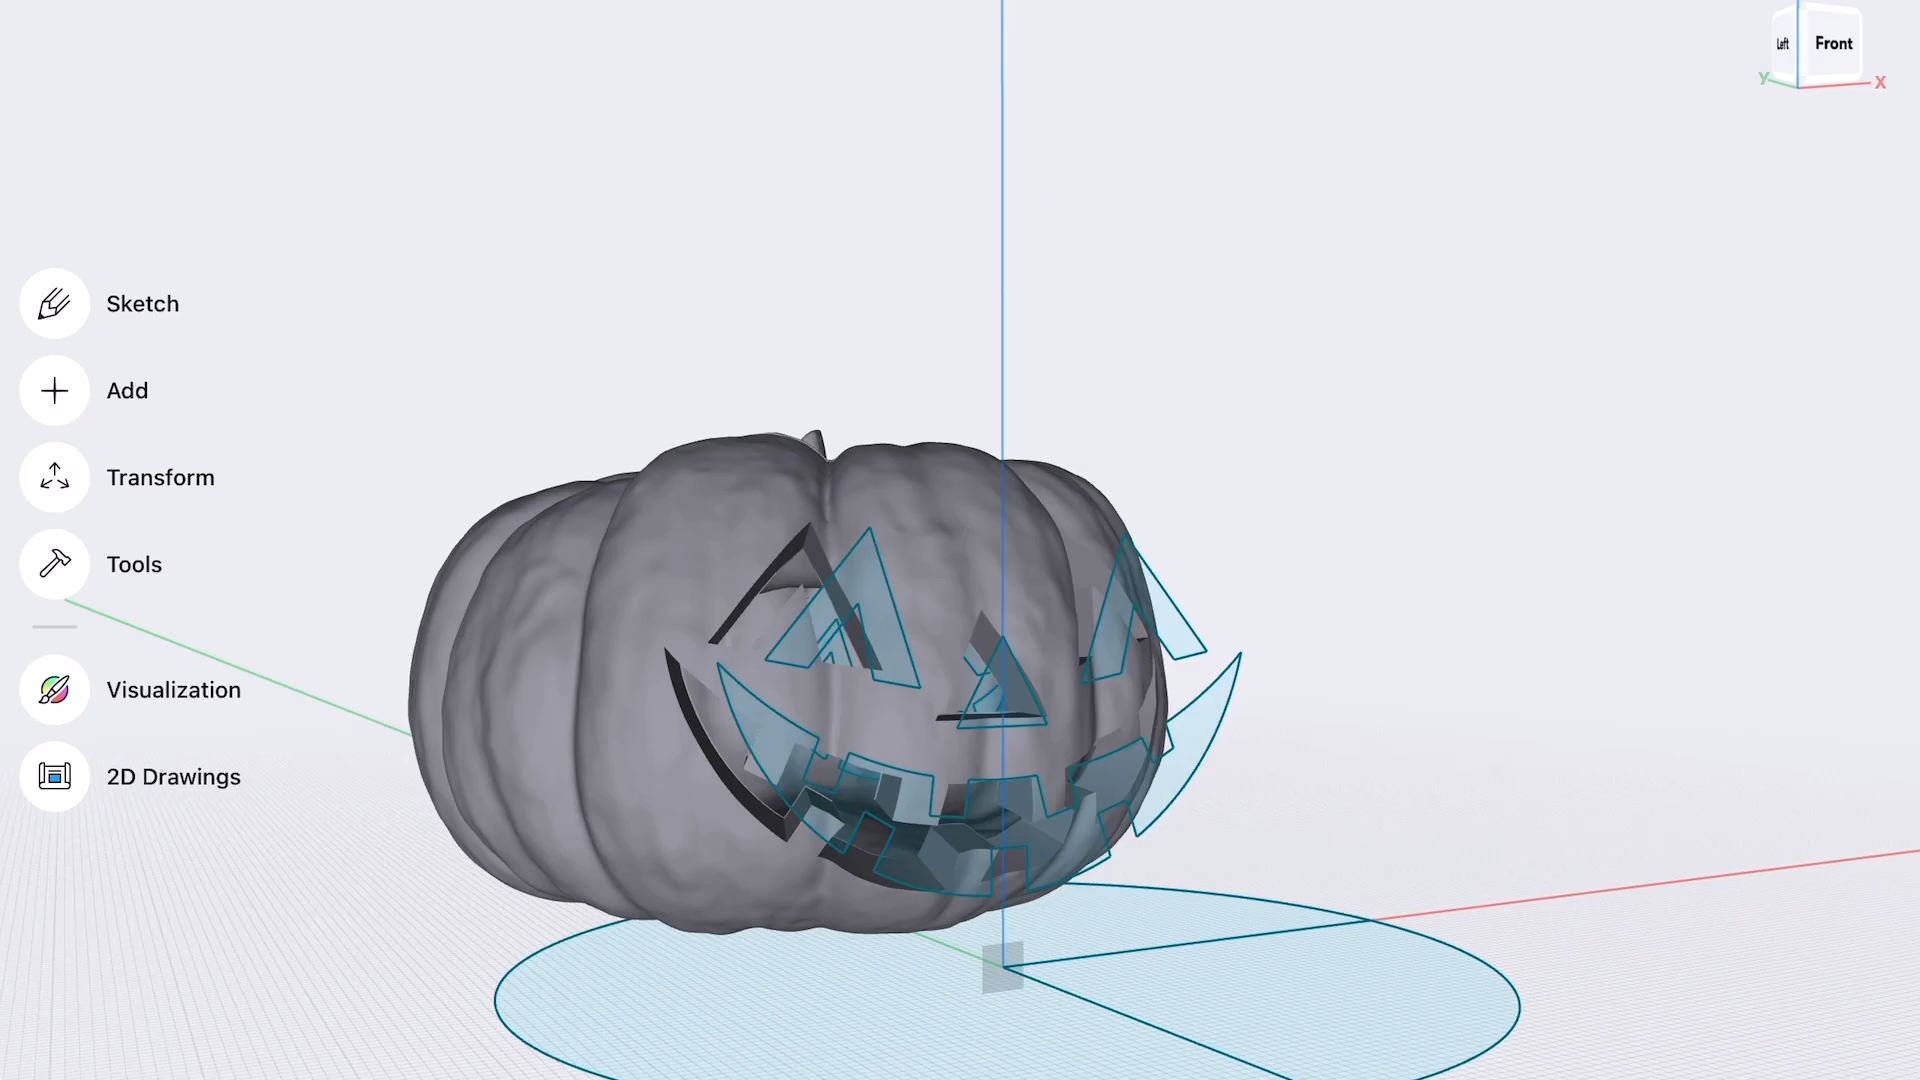 Left
Front
Y
X
Sketch
Add
Transform
Tools
Visualization
2D Drawings